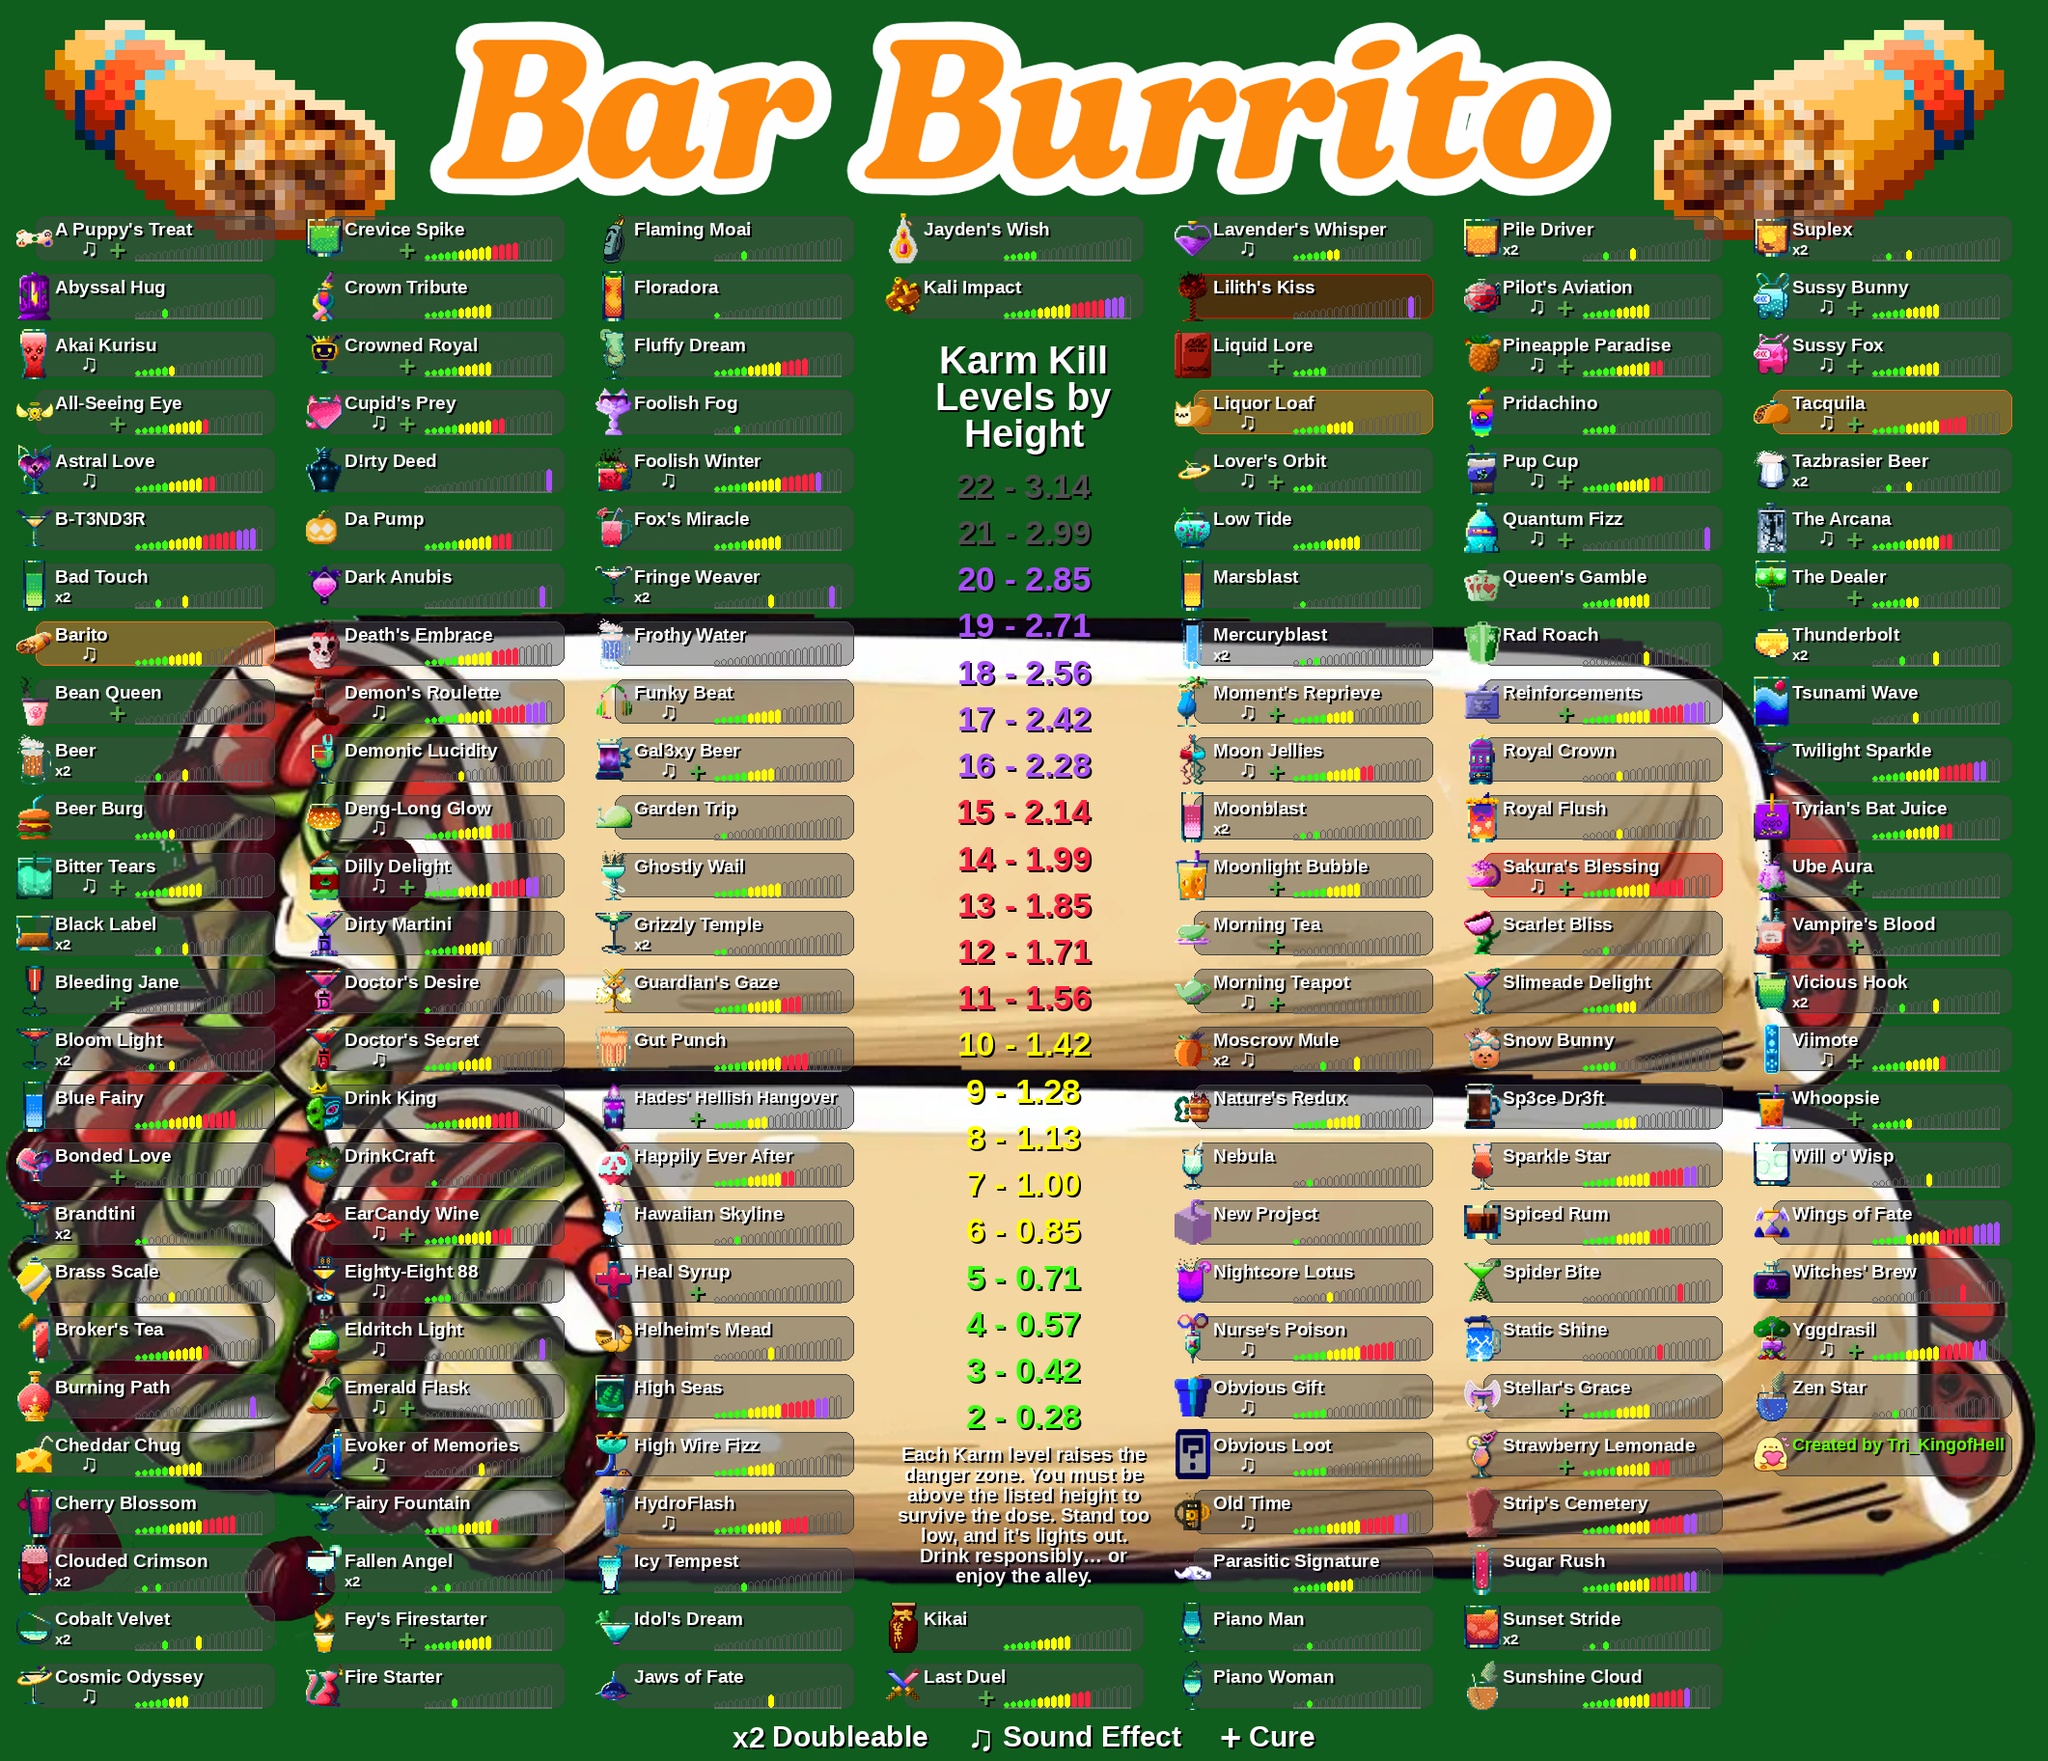 Bar Burrito
A Puppy's Treat
♫ +
Abyssal Hug
Akai Kurisu
♫
All-Seeing Eye
+
Astral Love
♫
B-T3ND3R
Bad Touch
x2
Barito
♫
Bean Queen
+
Beer
x2
Beer Burg
Bitter Tears
♫ +
Black Label
x2
Bleeding Jane
+
Bloom Light
x2
Blue Fairy
Bonded Love
+
Brandtini
x2
Brass Scale
Broker's Tea
Burning Path
Cheddar Chug
♫
Cherry Blossom
Clouded Crimson
x2
Cobalt Velvet
x2
Cosmic Odyssey
♫
Crevice Spike
+
Crown Tribute
Crowned Royal
+
Cupid's Prey
♫ +
D!rty Deed
Da Pump
Dark Anubis
Death's Embrace
Demon's Roulette
♫
Demonic Lucidity
Deng-Long Glow
♫
Dilly Delight
♫ +
Dirty Martini
Doctor's Desire
Doctor's Secret
♫
Drink King
DrinkCraft
EarCandy Wine
♫ +
Eighty-Eight 88
♫
Eldritch Light
♫
Emerald Flask
♫ +
Evoker of Memories
♫
Fairy Fountain
Fallen Angel
x2
Fey's Firestarter
+
Fire Starter
Flaming Moai
Floradora
Fluffy Dream
Foolish Fog
Foolish Winter
♫
Fox's Miracle
Fringe Weaver
x2
Frothy Water
Funky Beat
♫
Gal3xy Beer
♫ +
Garden Trip
Ghostly Wail
Grizzly Temple
x2
Guardian's Gaze
Gut Punch
Hades' Hellish Hangover
+
Happily Ever After
Hawaiian Skyline
Heal Syrup
+
Helheim's Mead
High Seas
High Wire Fizz
HydroFlash
♫
Icy Tempest
Idol's Dream
Jaws of Fate
Jayden's Wish
Kali Impact
Karm Kill
Levels by
Height
22 - 3.14
21 - 2.99
20 - 2.85
19 - 2.71
18 - 2.56
17 - 2.42
16 - 2.28
15 - 2.14
14 - 1.99
13 - 1.85
12 - 1.71
11 - 1.56
10 - 1.42
9 - 1.28
8 - 1.13
7 - 1.00
6 - 0.85
5 - 0.71
4 - 0.57
3 - 0.42
2 - 0.28
Each Karm level raises the
danger zone. You must be
above the listed height to
survive the dose. Stand too
low, and it's lights out.
Drink responsibly... or
enjoy the alley.
Kikai
Last Duel
+
Lavender's Whisper
♫
Lilith's Kiss
Liquid Lore
+
Liquor Loaf
♫
Lover's Orbit
♫ +
Low Tide
Marsblast
Mercuryblast
x2
Moment's Reprieve
♫ +
Moon Jellies
♫ +
Moonblast
x2
Moonlight Bubble
+
Morning Tea
+
Morning Teapot
♫ +
Moscrow Mule
x2 ♫
Nature's Redux
Nebula
New Project
Nightcore Lotus
Nurse's Poison
♫
Obvious Gift
♫
Obvious Loot
♫
Old Time
♫
Parasitic Signature
Piano Man
Piano Woman
Pile Driver
x2
Pilot's Aviation
♫ +
Pineapple Paradise
♫ +
Pridachino
Pup Cup
♫ +
Quantum Fizz
♫ +
Queen's Gamble
Rad Roach
Reinforcements
+
Royal Crown
Royal Flush
Sakura's Blessing
♫ +
Scarlet Bliss
Slimeade Delight
Snow Bunny
Sp3ce Dr3ft
Sparkle Star
Spiced Rum
Spider Bite
Static Shine
Stellar's Grace
+
Strawberry Lemonade
+
Strip's Cemetery
Sugar Rush
Sunset Stride
x2
Sunshine Cloud
Suplex
x2
Sussy Bunny
♫ +
Sussy Fox
♫ +
Tacquila
♫ +
Tazbrasier Beer
x2
The Arcana
♫ +
The Dealer
+
Thunderbolt
x2
Tsunami Wave
Twilight Sparkle
Tyrian's Bat Juice
Ube Aura
+
Vampire's Blood
+
Vicious Hook
x2
Viimote
♫ +
Whoopsie
+
Will o' Wisp
Wings of Fate
Witches' Brew
Yggdrasil
♫ +
Zen Star
Created by Tri_KingofHell
x2 Doubleable ♫ Sound Effect + Cure